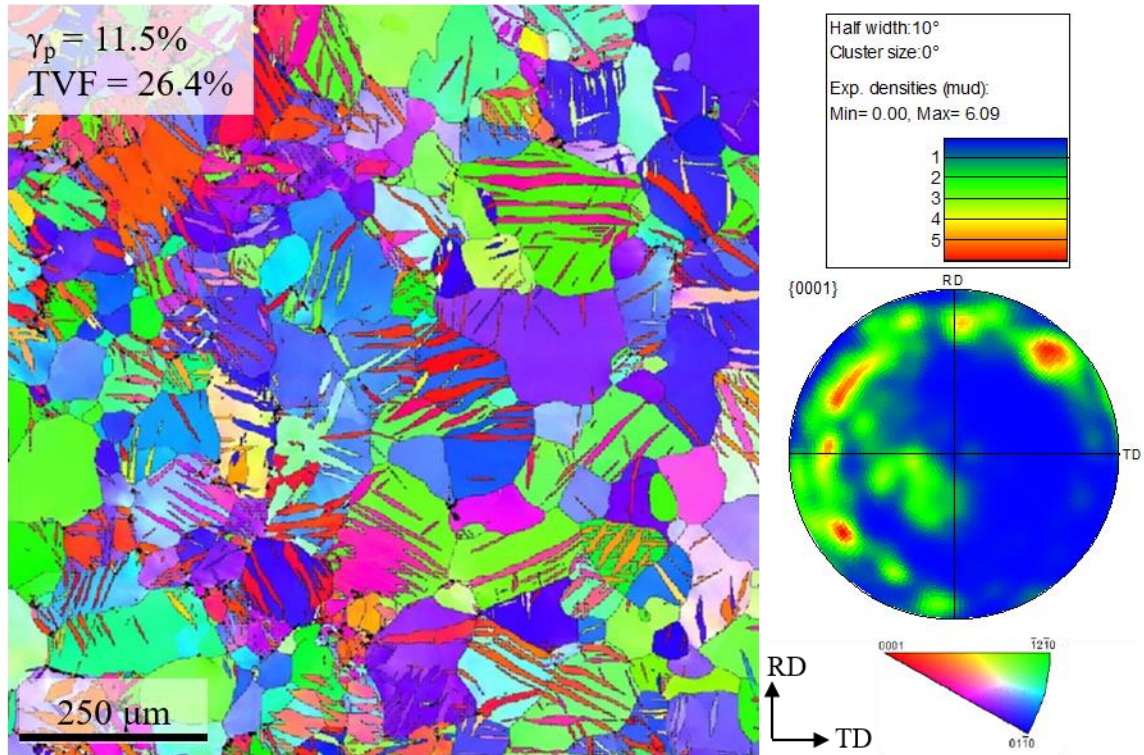 γp = 11.5%
TVF = 26.4%
250 µm
Half width:10°
Cluster size:0°
Exp. densities (mud):
Min= 0.00, Max= 6.09
1
2
3
4
5
{0001}
RD
TD
0001
1̅21̅0
011̅0
RD
TD